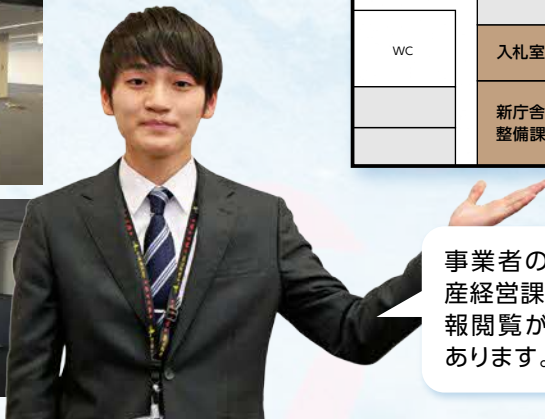 WC
入札室
新庁舎
整備課
事業者の
産経営課
報閲覧が
あります。